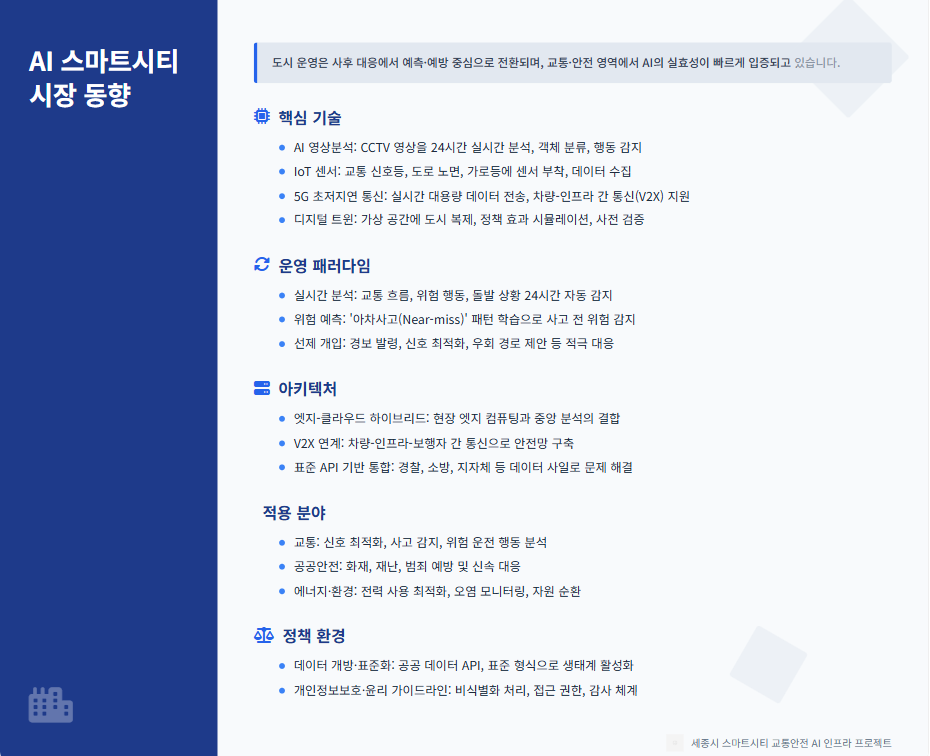 AI 스마트시티
시장 동향
도시 운영은 사후 대응에서 예측·예방 중심으로 전환되며, 교통·안전 영역에서 AI의 실효성이 빠르게 입증되고 있습니다.
핵심 기술
AI 영상분석: CCTV 영상을 24시간 실시간 분석, 객체 분류, 행동 감지
IoT 센서: 교통 신호등, 도로 노면, 가로등에 센서 부착, 데이터 수집
5G 초저지연 통신: 실시간 대용량 데이터 전송, 차량-인프라 간 통신(V2X) 지원
디지털 트윈: 가상 공간에 도시 복제, 정책 효과 시뮬레이션, 사전 검증
운영 패러다임
실시간 분석: 교통 흐름, 위험 행동, 돌발 상황 24시간 자동 감지
위험 예측: '아차사고(Near-miss)' 패턴 학습으로 사고 전 위험 감지
선제 개입: 경보 발령, 신호 최적화, 우회 경로 제안 등 적극 대응
아키텍처
엣지-클라우드 하이브리드: 현장 엣지 컴퓨팅과 중앙 분석의 결합
V2X 연계: 차량-인프라-보행자 간 통신으로 안전망 구축
표준 API 기반 통합: 경찰, 소방, 지자체 등 데이터 사일로 문제 해결
적용 분야
교통: 신호 최적화, 사고 감지, 위험 운전 행동 분석
공공안전: 화재, 재난, 범죄 예방 및 신속 대응
에너지·환경: 전력 사용 최적화, 오염 모니터링, 자원 순환
정책 환경
데이터 개방·표준화: 공공 데이터 API, 표준 형식으로 생태계 활성화
개인정보보호·윤리 가이드라인: 비식별화 처리, 접근 권한, 감사 체계
세종시 스마트시티 교통안전 AI 인프라 프로젝트